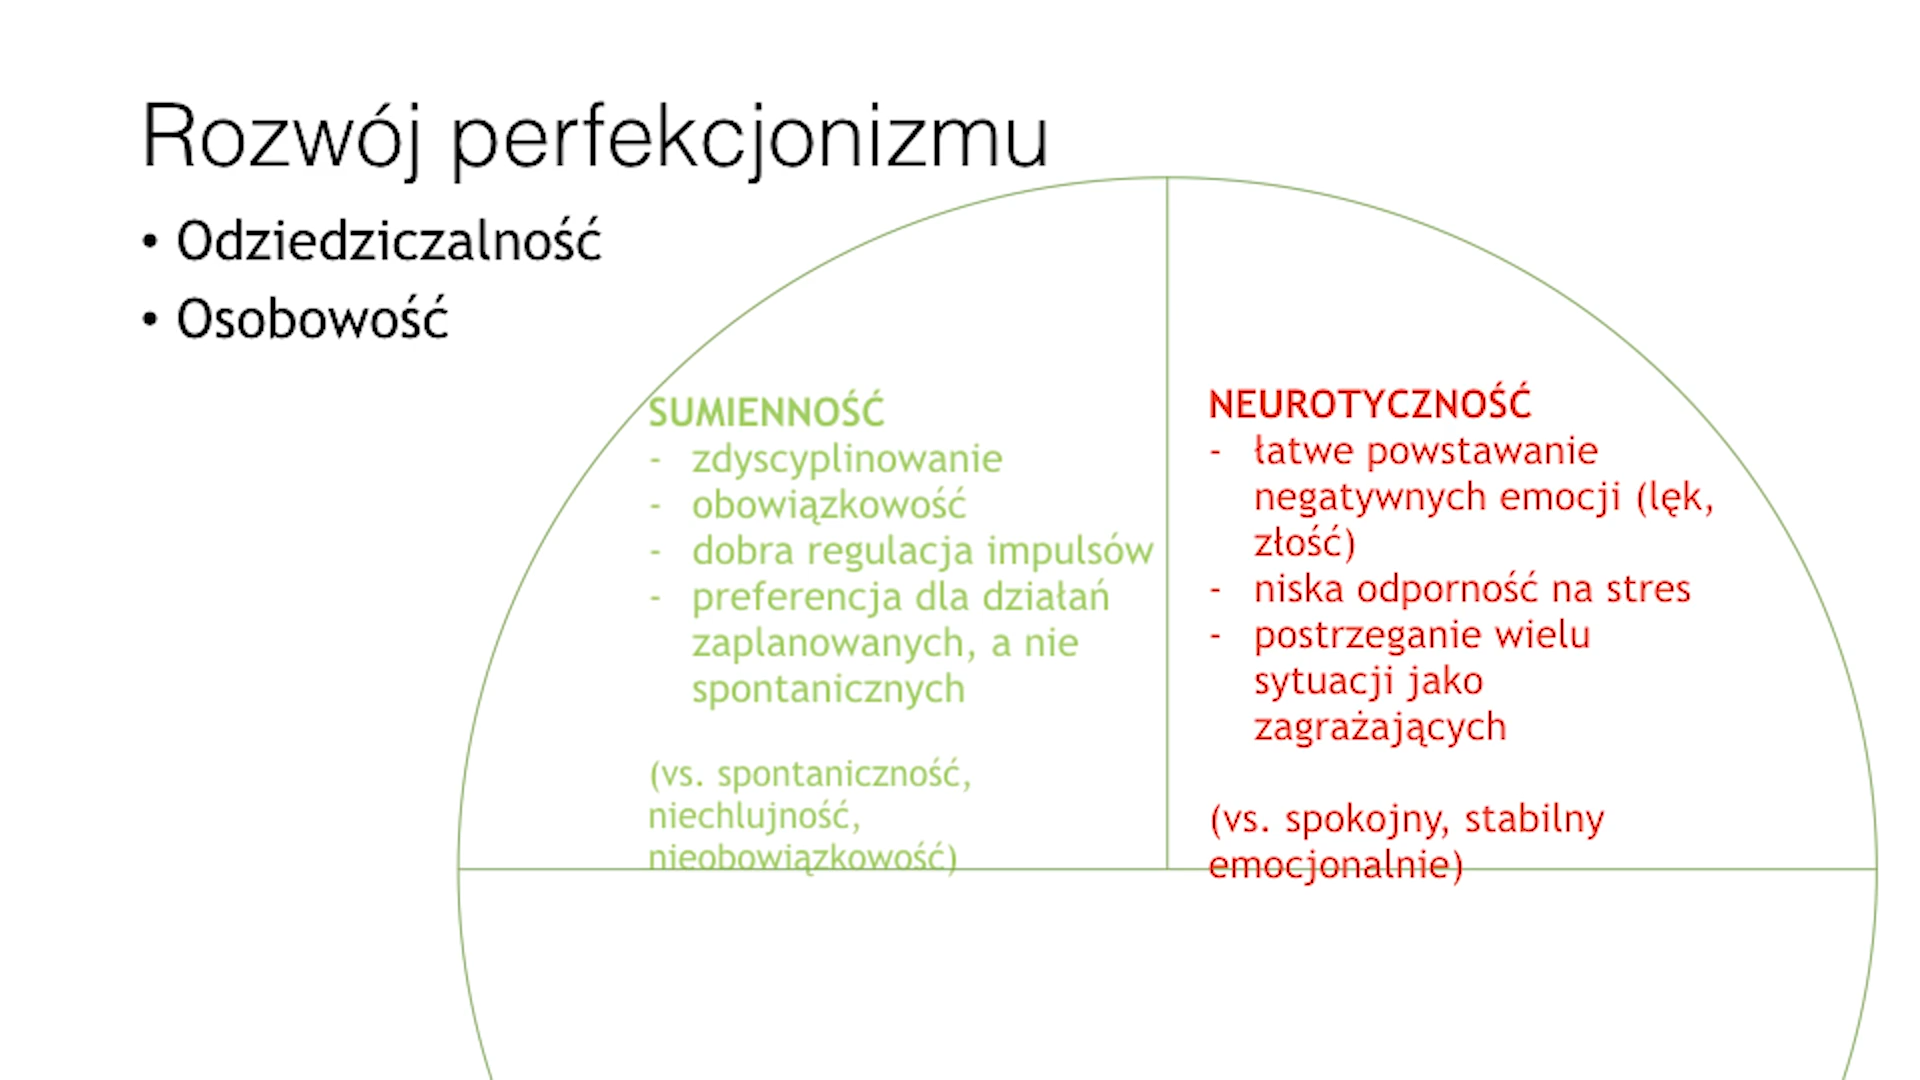 Rozwój perfekcjonizmu
• Odziedziczalność
• Osobowość
SUMIENNOŚĆ
- zdyscyplinowanie
- obowiązkowość
- dobra regulacja impulsów
- preferencja dla działań
zaplanowanych, a nie
spontanicznych
(vs. spontaniczność,
niechlujność,
nieobowiązkowość)
NEUROTYCZNOŚĆ
- łatwe powstawanie
negatywnych emocji (lęk,
złość)
- niska odporność na stres
- postrzeganie wielu
sytuacji jako
zagrażających
(vs. spokojny, stabilny
emocjonalnie)